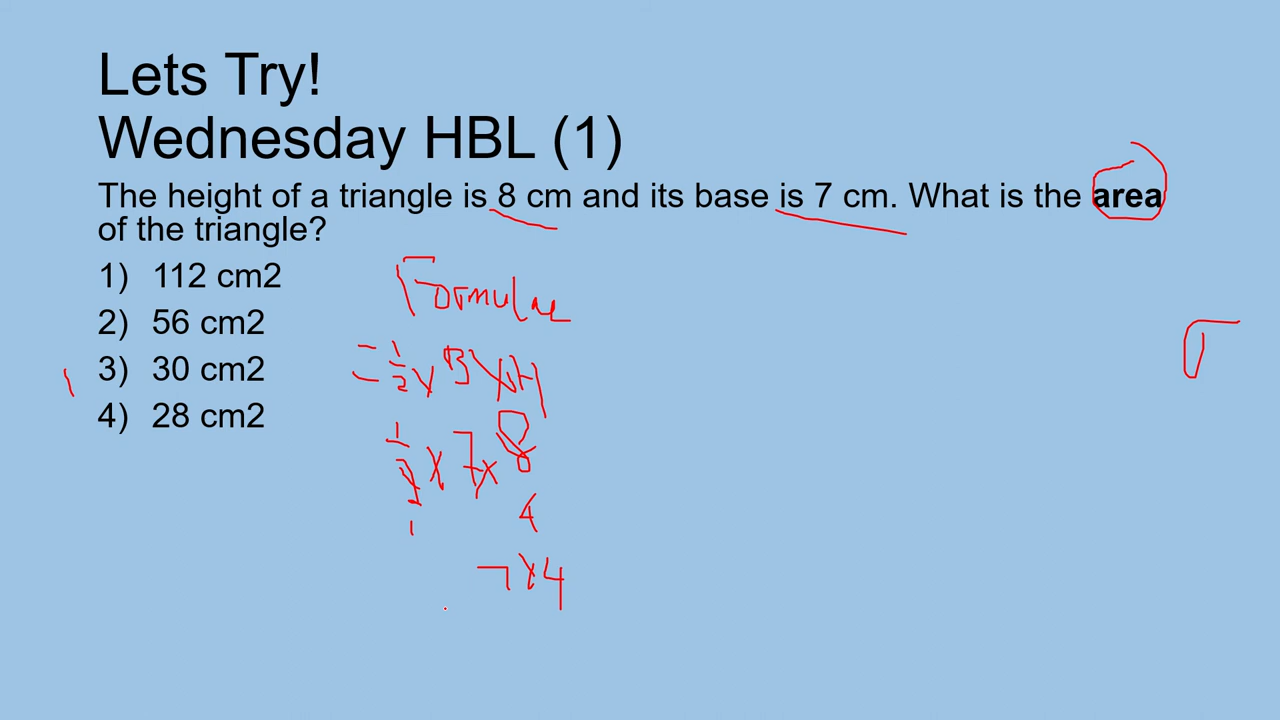 Lets Try!
Wednesday HBL (1)
The height of a triangle is 8 cm and its base is 7 cm. What is the area
of the triangle?
1) 112 cm2
2) 56 cm2
3) 30 cm2
4) 28 cm2
Formulae
= 1/2 x B x H
1/2 x 7 x 8
1 4
7 x 4